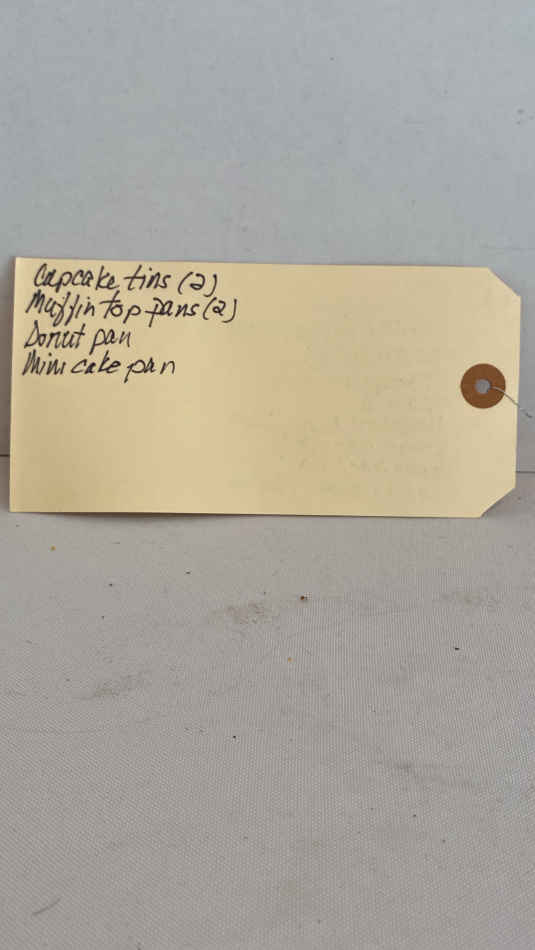 Cupcake tins (2)
Muffin top pans (2)
Donut pan
Mini cake pan